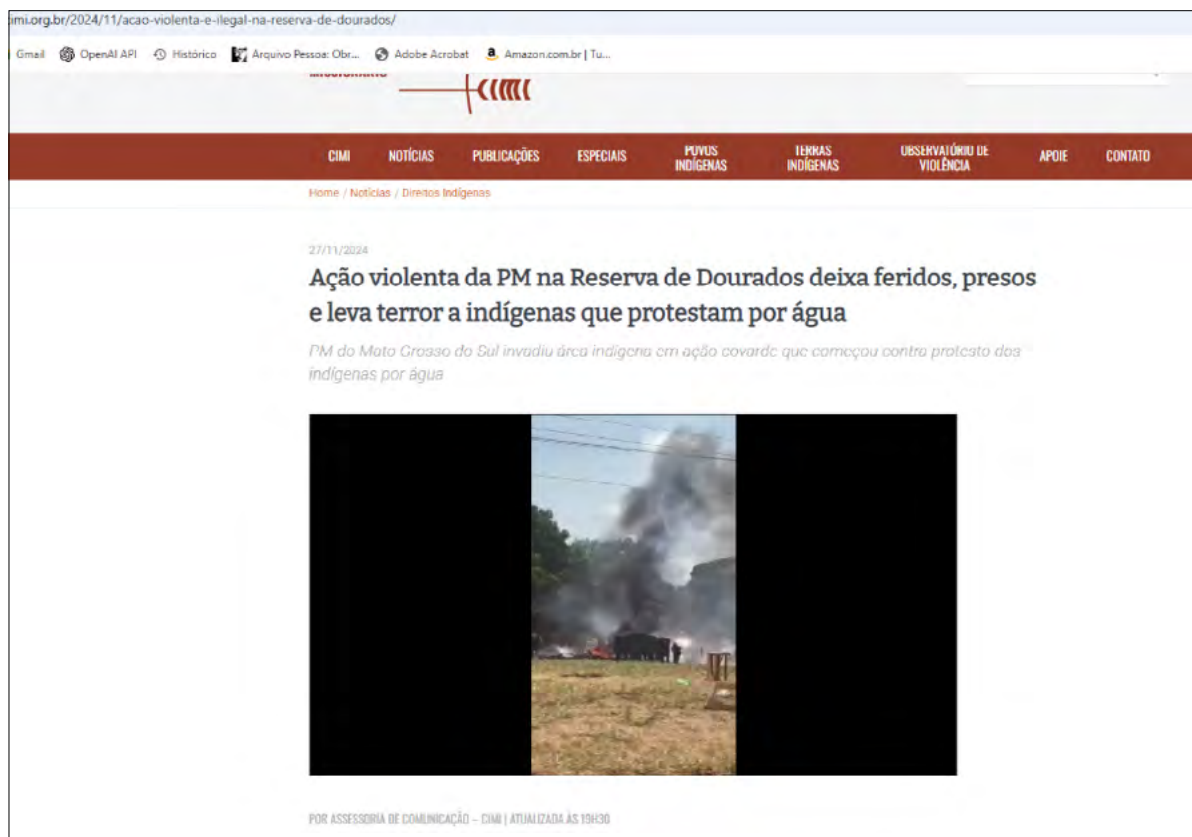 cimi.org.br/2024/11/acao-violenta-e-ilegal-na-reserva-de-dourados/
Gmail OpenAI API Histórico Arquivo Pessoa: Obr... Adobe Acrobat Amazon.com.br | Tu...
cimi
CIMI NOTÍCIAS PUBLICAÇÕES ESPECIAIS POVOS INDÍGENAS TERRAS INDÍGENAS OBSERVATÓRIO DE VIOLÊNCIA APOIE CONTATO
Home / Notícias / Direitos Indígenas
27/11/2024
Ação violenta da PM na Reserva de Dourados deixa feridos, presos
e leva terror a indígenas que protestam por água
PM do Mato Grosso do Sul invadiu área indígena em ação covarde que começou contra protesto dos
indígenas por água
POR ASSESSORIA DE COMUNICAÇÃO – CIMI | ATUALIZADA ÀS 19H30